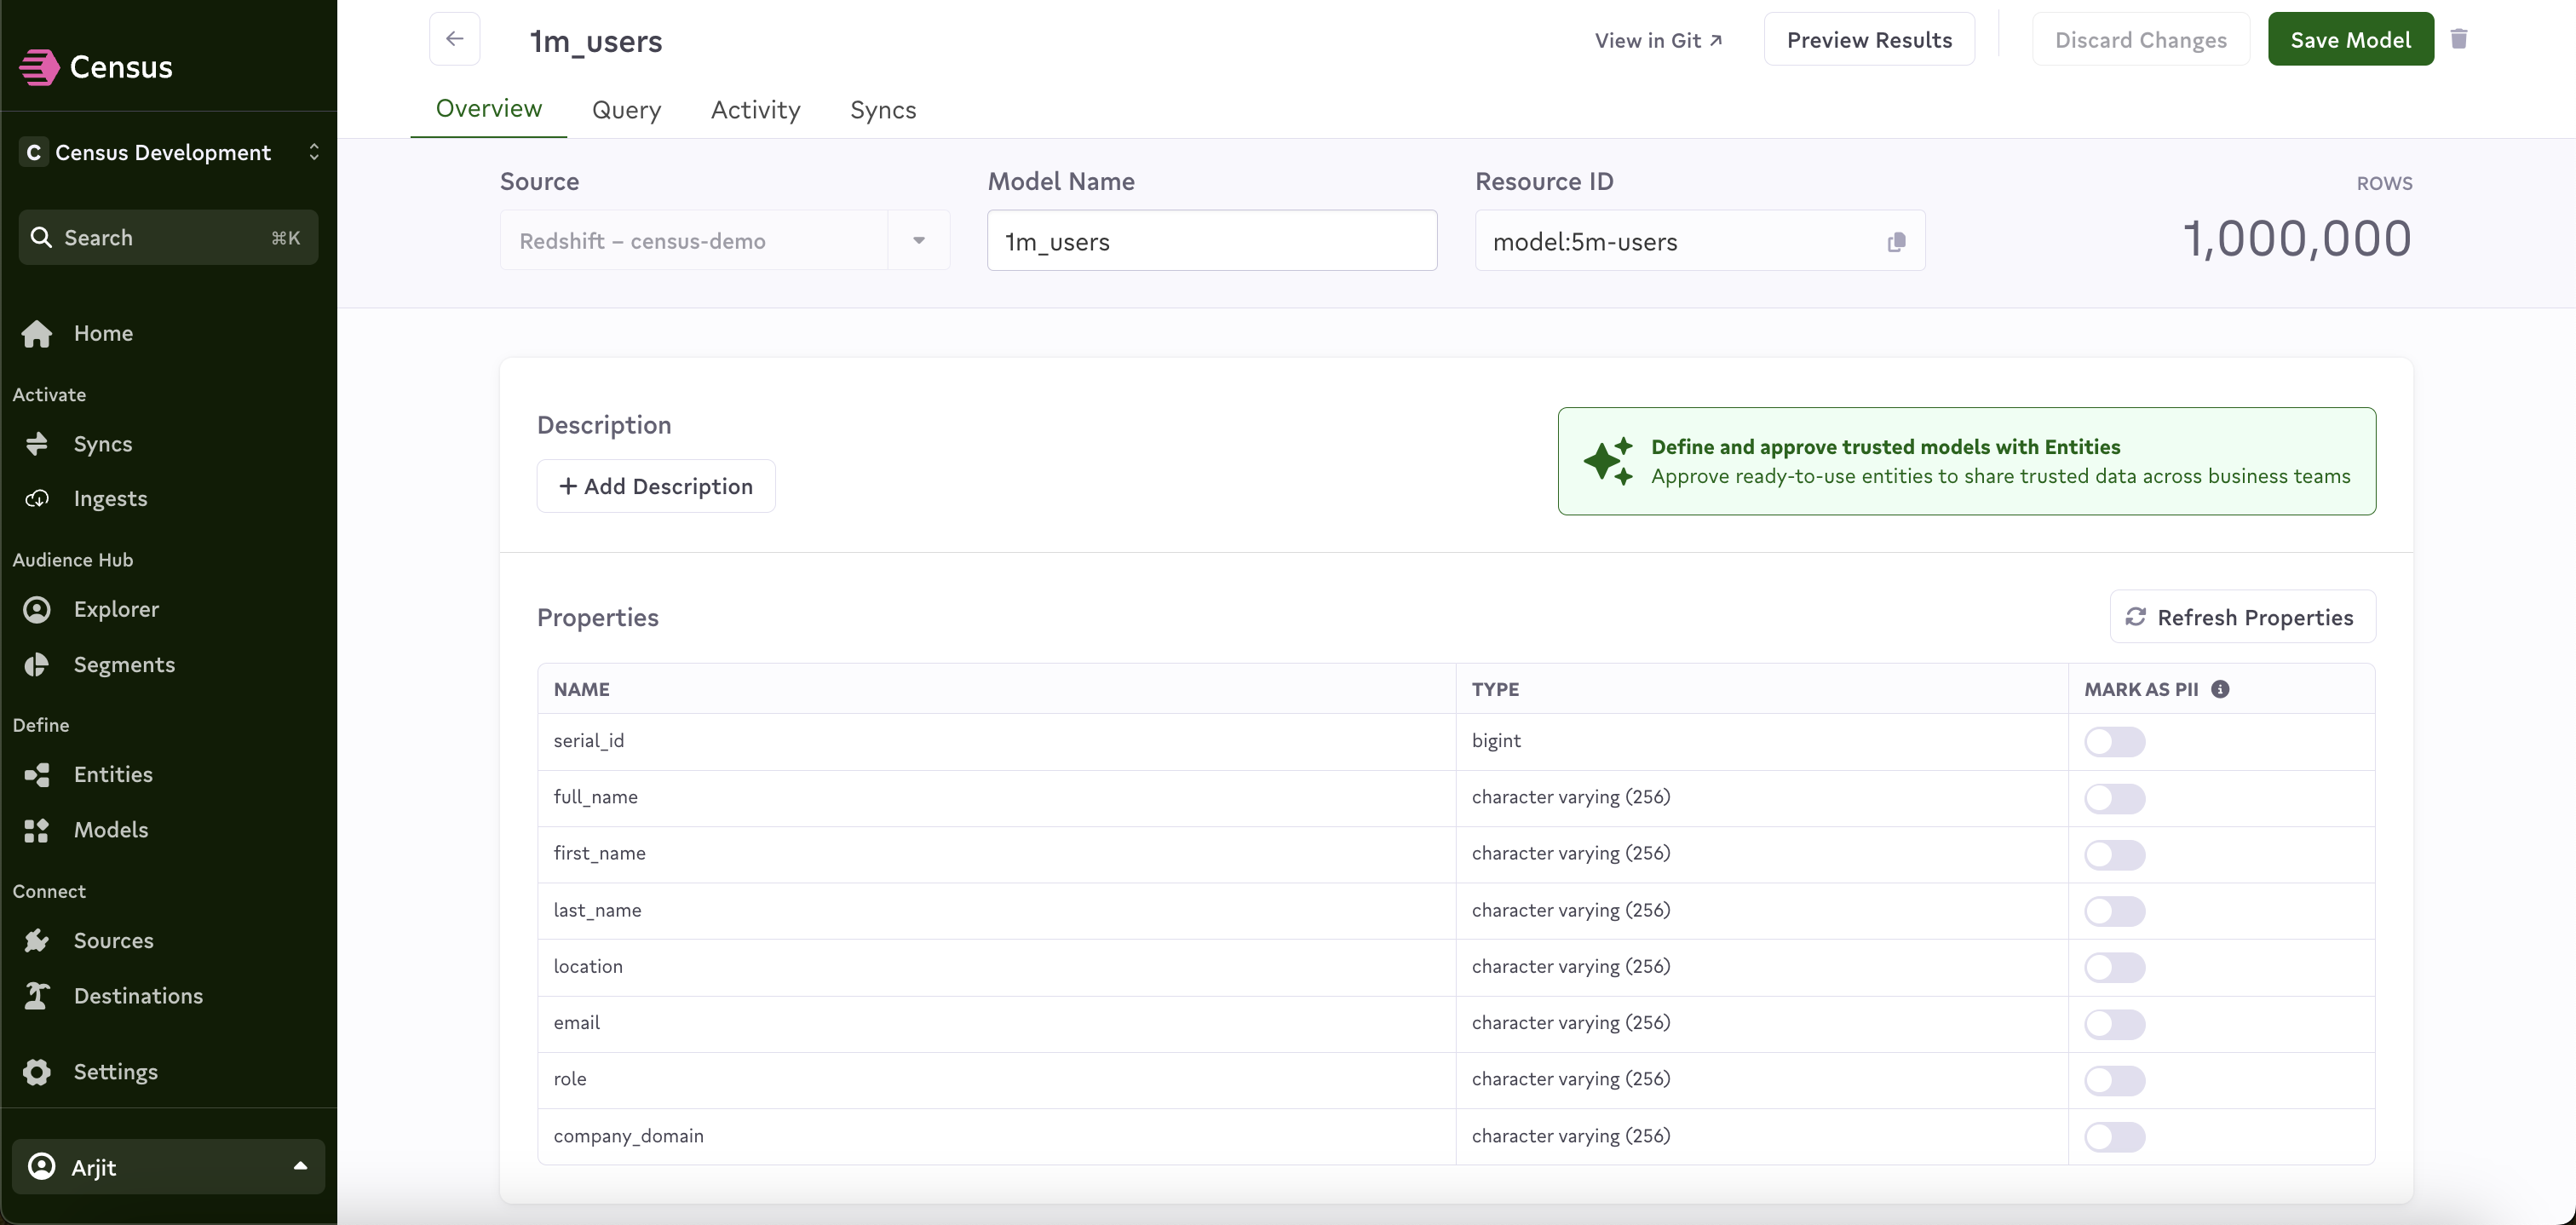 Census
C Census Development
Search ⌘K
Home
Activate
Syncs
Ingests
Audience Hub
Explorer
Segments
Define
Entities
Models
Connect
Sources
Destinations
Settings
Arjit
1m_users
View in Git ↗
Preview Results
Discard Changes
Save Model
Overview
Query
Activity
Syncs
Source
Redshift – census-demo
Model Name
1m_users
Resource ID
model:5m-users
ROWS
1,000,000
Description
+ Add Description
Define and approve trusted models with Entities
Approve ready-to-use entities to share trusted data across business teams
Properties
Refresh Properties
NAME TYPE MARK AS PII
serial_id bigint
full_name character varying (256)
first_name character varying (256)
last_name character varying (256)
location character varying (256)
email character varying (256)
role character varying (256)
company_domain character varying (256)